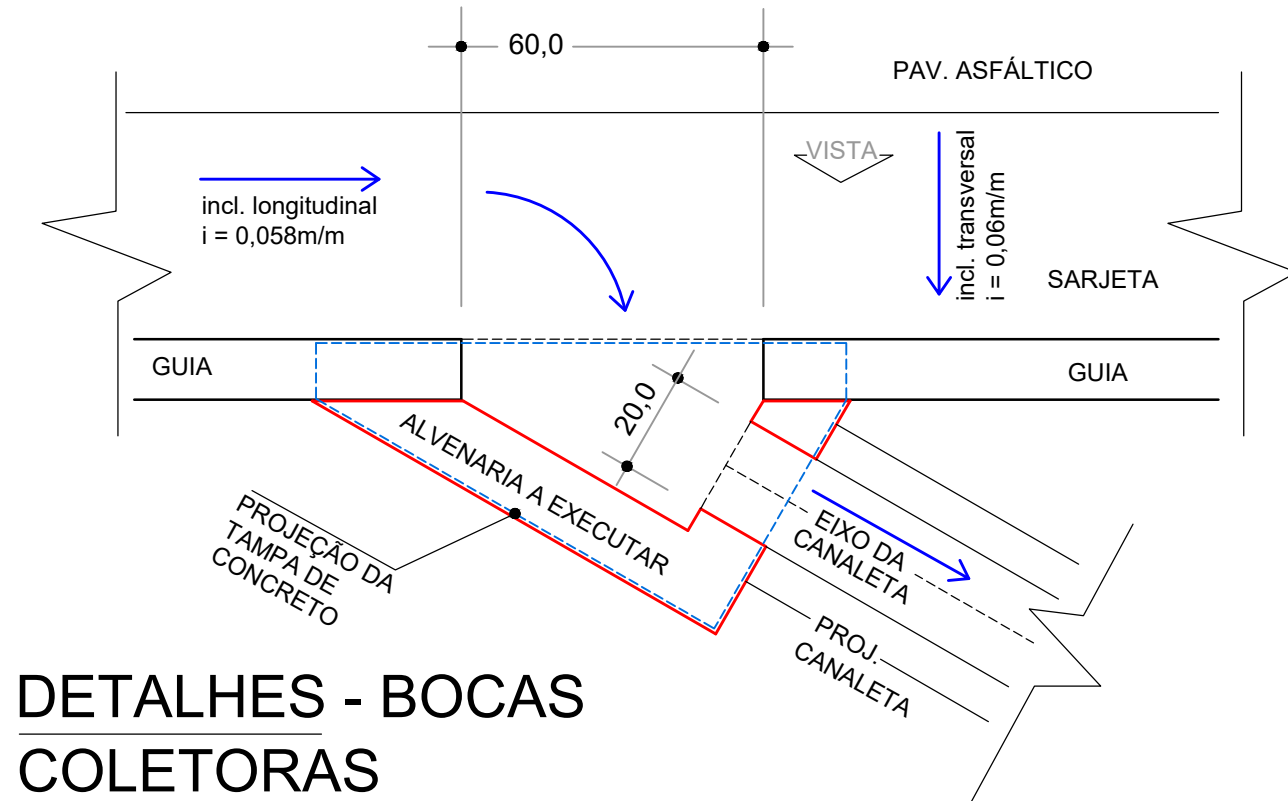 60,0
PAV. ASFÁLTICO
VISTA
incl. longitudinal
i = 0,058m/m
incl. transversal
i = 0,06m/m
SARJETA
GUIA
GUIA
20,0
ALVENARIA A EXECUTAR
PROJEÇÃO DA
TAMPA DE
CONCRETO
EIXO DA
CANALETA
PROJ.
CANALETA
DETALHES - BOCAS
COLETORAS